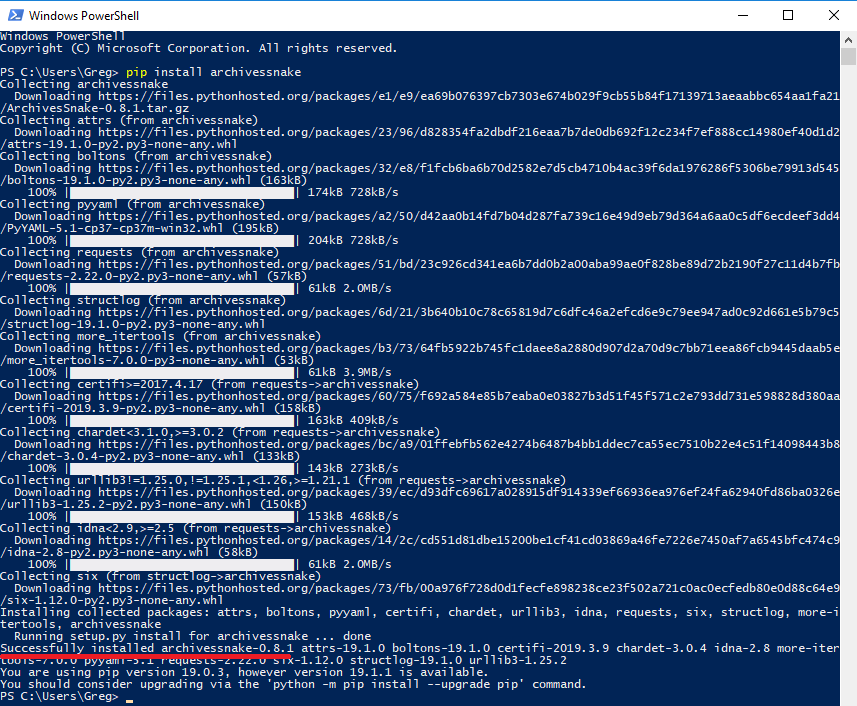 Windows PowerShell
Windows PowerShell
Copyright (C) Microsoft Corporation. All rights reserved.
PS C:\Users\Greg> pip install archivessnake
Collecting archivessnake
Downloading https://files.pythonhosted.org/packages/e1/e9/ea69b076397cb7303e674b029f9cb55b84f17139713aeaabbc654aa1fa21
/ArchivesSnake-0.8.1.tar.gz
Collecting attrs (from archivessnake)
Downloading https://files.pythonhosted.org/packages/23/96/d828354fa2dbdf216eaa7b7de0db692f12c234f7ef888cc14980ef40d1d2
/attrs-19.1.0-py2.py3-none-any.whl
Collecting boltons (from archivessnake)
Downloading https://files.pythonhosted.org/packages/32/e8/f1fcb6ba6b70d2582e7d5cb4710b4ac39f6da1976286f5306be79913d545
/boltons-19.1.0-py2.py3-none-any.whl (163kB)
100% | | 174kB 728kB/s
Collecting pyyaml (from archivessnake)
Downloading https://files.pythonhosted.org/packages/a2/50/d42aa0b14fd7b04d287fa739c16e49d9eb79d364a6aa0c5df6ecdeef3dd4
/PyYAML-5.1-cp37-cp37m-win32.whl (195kB)
100% | | 204kB 728kB/s
Collecting requests (from archivessnake)
Downloading https://files.pythonhosted.org/packages/51/bd/23c926cd341ea6b7dd0b2a00aba99ae0f828be89d72b2190f27c11d4b7fb
/requests-2.22.0-py2.py3-none-any.whl (57kB)
100% | | 61kB 2.0MB/s
Collecting structlog (from archivessnake)
Downloading https://files.pythonhosted.org/packages/6d/21/3b640b10c78c65819d7c6dfc46a2efcd6e9c79ee947ad0c92d661e5b79c5
/structlog-19.1.0-py2.py3-none-any.whl
Collecting more_itertools (from archivessnake)
Downloading https://files.pythonhosted.org/packages/b3/73/64fb5922b745fc1daee8a2880d907d2a70d9c7bb71eea86fcb9445daab5e
/more_itertools-7.0.0-py3-none-any.whl (53kB)
100% | | 61kB 3.9MB/s
Collecting certifi>=2017.4.17 (from requests->archivessnake)
Downloading https://files.pythonhosted.org/packages/60/75/f692a584e85b7eaba0e03827b3d51f45f571c2e793dd731e598828d380aa
/certifi-2019.3.9-py2.py3-none-any.whl (158kB)
100% | | 163kB 409kB/s
Collecting chardet<3.1.0,>=3.0.2 (from requests->archivessnake)
Downloading https://files.pythonhosted.org/packages/bc/a9/01ffebfb562e4274b6487b4bb1ddec7ca55ec7510b22e4c51f14098443b8
/chardet-3.0.4-py2.py3-none-any.whl (133kB)
100% | | 143kB 273kB/s
Collecting urllib3!=1.25.0,!=1.25.1,<1.26,>=1.21.1 (from requests->archivessnake)
Downloading https://files.pythonhosted.org/packages/39/ec/d93dfc69617a028915df914339ef66936ea976ef24fa62940fd86ba0326e
/urllib3-1.25.2-py2.py3-none-any.whl (150kB)
100% | | 153kB 468kB/s
Collecting idna<2.9,>=2.5 (from requests->archivessnake)
Downloading https://files.pythonhosted.org/packages/14/2c/cd551d81dbe15200be1cf41cd03869a46fe7226e7450af7a6545bfc474c9
/idna-2.8-py2.py3-none-any.whl (58kB)
100% | | 61kB 2.0MB/s
Collecting six (from structlog->archivessnake)
Downloading https://files.pythonhosted.org/packages/73/fb/00a976f728d0d1fecfe898238ce23f502a721c0ac0ecfedb80e0d88c64e9
/six-1.12.0-py2.py3-none-any.whl
Installing collected packages: attrs, boltons, pyyaml, certifi, chardet, urllib3, idna, requests, six, structlog, more-i
tertools, archivessnake
Running setup.py install for archivessnake ... done
Successfully installed archivessnake-0.8.1 attrs-19.1.0 boltons-19.1.0 certifi-2019.3.9 chardet-3.0.4 idna-2.8 more-iter
tools-7.0.0 pyyaml-5.1 requests-2.22.0 six-1.12.0 structlog-19.1.0 urllib3-1.25.2
You are using pip version 19.0.3, however version 19.1.1 is available.
You should consider upgrading via the 'python -m pip install --upgrade pip' command.
PS C:\Users\Greg> _